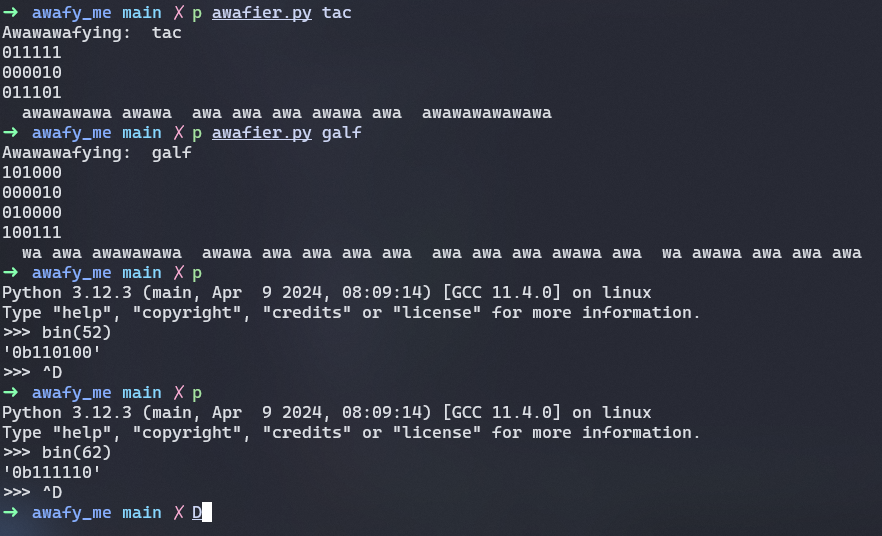 → awafy_me main ✗ p awafier.py tac
Awawawafying:  tac
011111
000010
011101
  awawawawa awawa  awa awa awa awawa awa  awawawawawawa
→ awafy_me main ✗ p awafier.py galf
Awawawafying:  galf
101000
000010
010000
100111
  wa awa awawawawa  awawa awa awa awa awa  awa awa awa awawa awa  wa awawa awa awa awa
→ awafy_me main ✗ p
Python 3.12.3 (main, Apr  9 2024, 08:09:14) [GCC 11.4.0] on linux
Type "help", "copyright", "credits" or "license" for more information.
>>> bin(52)
'0b110100'
>>> ^D
→ awafy_me main ✗ p
Python 3.12.3 (main, Apr  9 2024, 08:09:14) [GCC 11.4.0] on linux
Type "help", "copyright", "credits" or "license" for more information.
>>> bin(62)
'0b111110'
>>> ^D
→ awafy_me main ✗ D